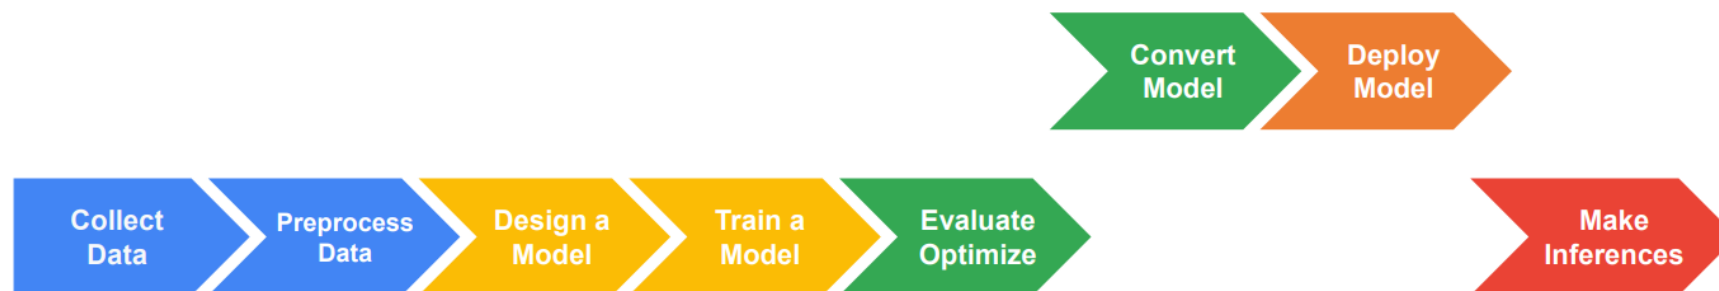 Convert
Model
Deploy
Model
Collect
Data
Preprocess
Data
Design a
Model
Train a
Model
Evaluate
Optimize
Make
Inferences